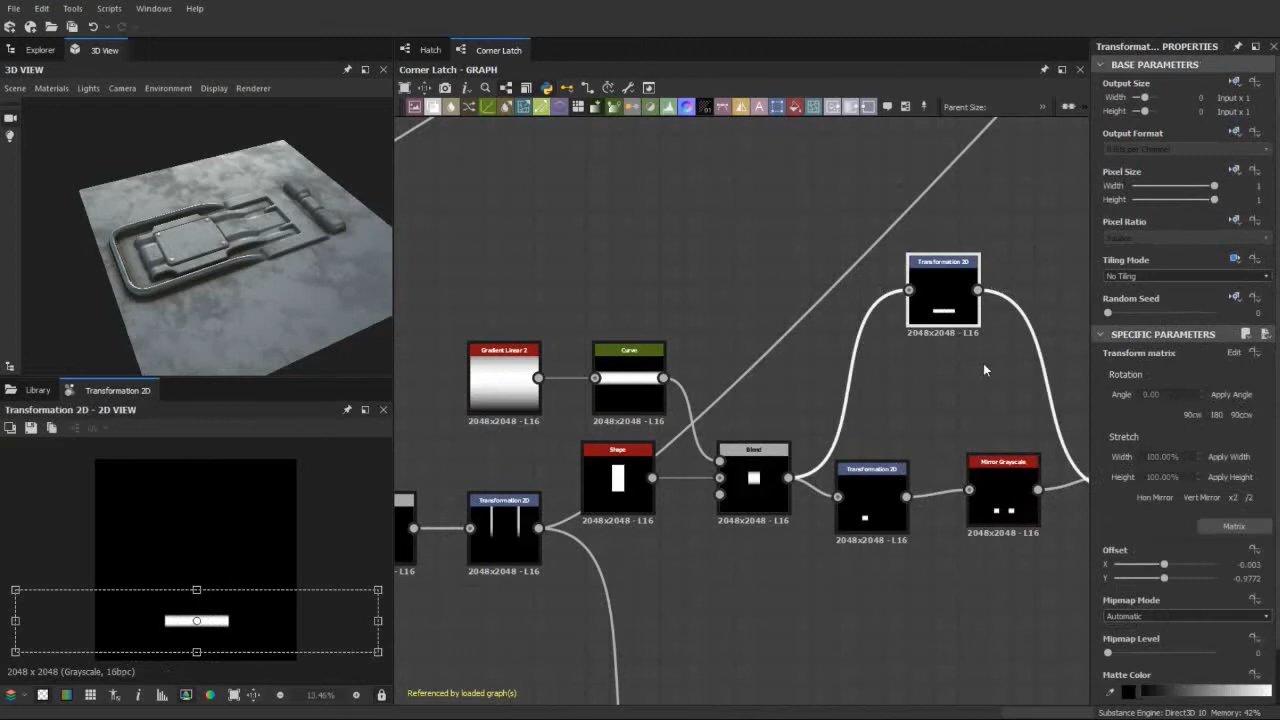 File Edit Tools Scripts Windows Help
Explorer 3D View
3D VIEW
Scene Materials Lights Camera Environment Display Renderer
Library Transformation 2D
Transformation 2D - 2D VIEW
2048 x 2048 (Grayscale, 16bpc)
13.46%
Hatch Corner Latch
Corner Latch - GRAPH
Parent Size:
Transformation 2D
2048x2048 - L16
Gradient Linear 2
2048x2048 - L16
Curve
2048x2048 - L16
Shape
2048x2048 - L16
Blend
2048x2048 - L16
Transformation 2D
2048x2048 - L16
Mirror Grayscale
2048x2048 - L16
- L16
Transformation 2D
2048x2048 - L16
Referenced by loaded graph(s)
Transformat... PROPERTIES
BASE PARAMETERS
Output Size
Width 0 Input x 1
Height 0 Input x 1
Output Format
Pixel Size
Width 1
Height 1
Pixel Ratio
Tiling Mode
No Tiling
Random Seed
0
SPECIFIC PARAMETERS
Transform matrix Edit
Rotation
Angle 0.00 Apply Angle
90cw 180 90ccw
Stretch
Width 100.00% Apply Width
Height 100.00% Apply Height
Hori Mirror Vert Mirror x2 /2
Matrix
Offset
X -0.003
Y -0.9772
Mipmap Mode
Automatic
Mipmap Level
0
Matte Color
Substance Engine: Direct3D 10 Memory: 42%